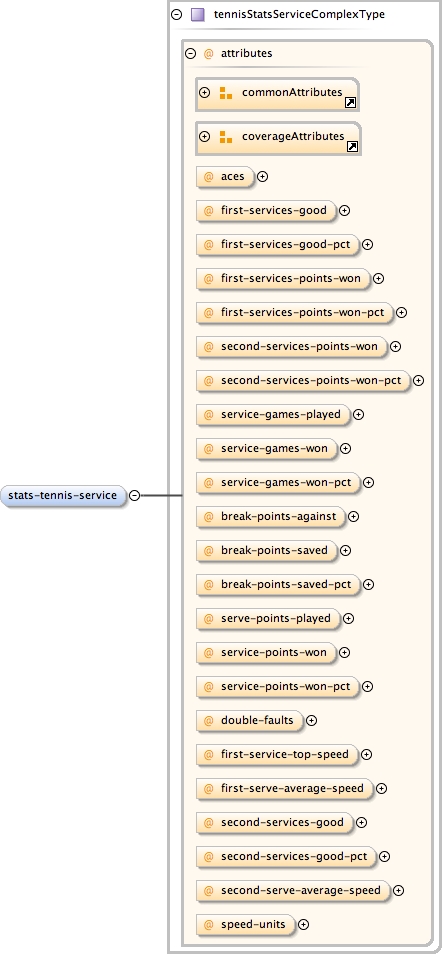 tennisStatsServiceComplexType
@ attributes
commonAttributes
coverageAttributes
@ aces
@ first-services-good
@ first-services-good-pct
@ first-services-points-won
@ first-services-points-won-pct
@ second-services-points-won
@ second-services-points-won-pct
@ service-games-played
@ service-games-won
@ service-games-won-pct
stats-tennis-service
@ break-points-against
@ break-points-saved
@ break-points-saved-pct
@ serve-points-played
@ service-points-won
@ service-points-won-pct
@ double-faults
@ first-service-top-speed
@ first-serve-average-speed
@ second-services-good
@ second-services-good-pct
@ second-serve-average-speed
@ speed-units